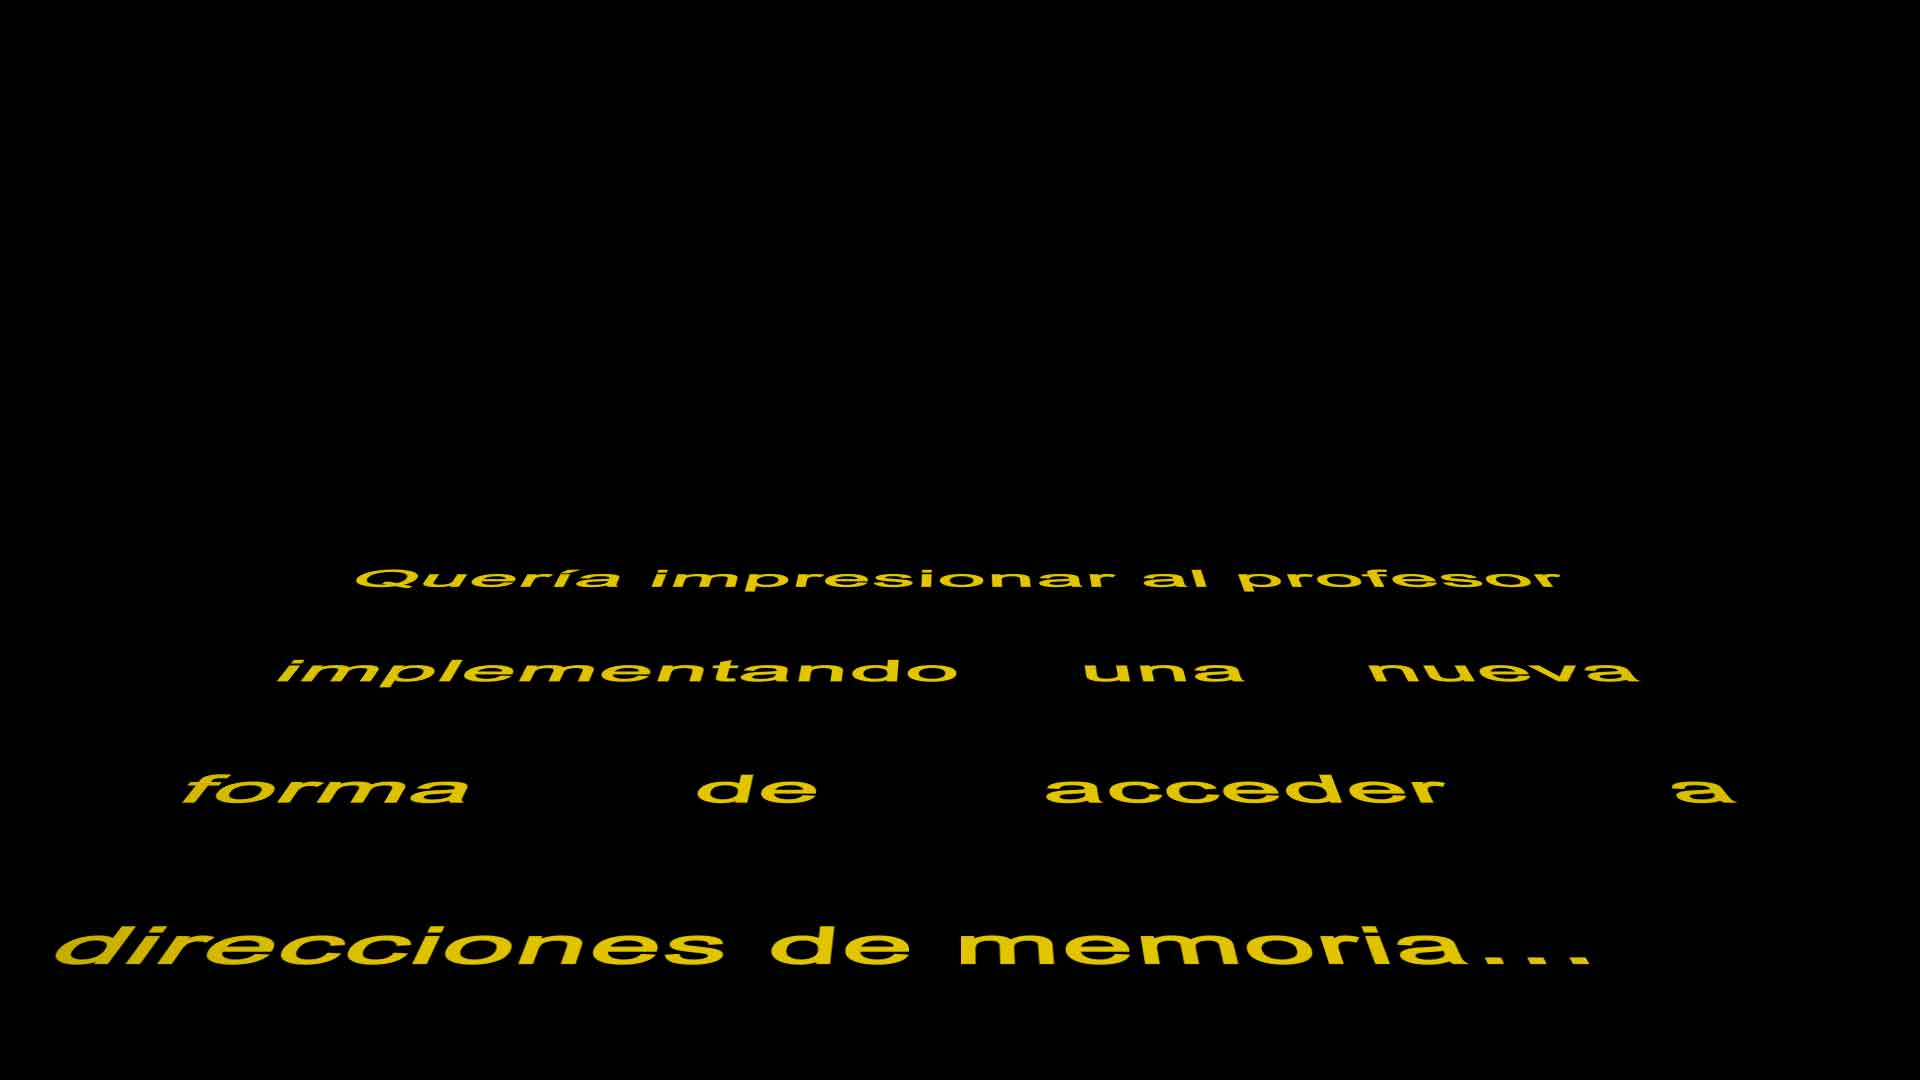 Quería impresionar al profesor
implementando una nueva
forma de acceder a
direcciones de memoria...